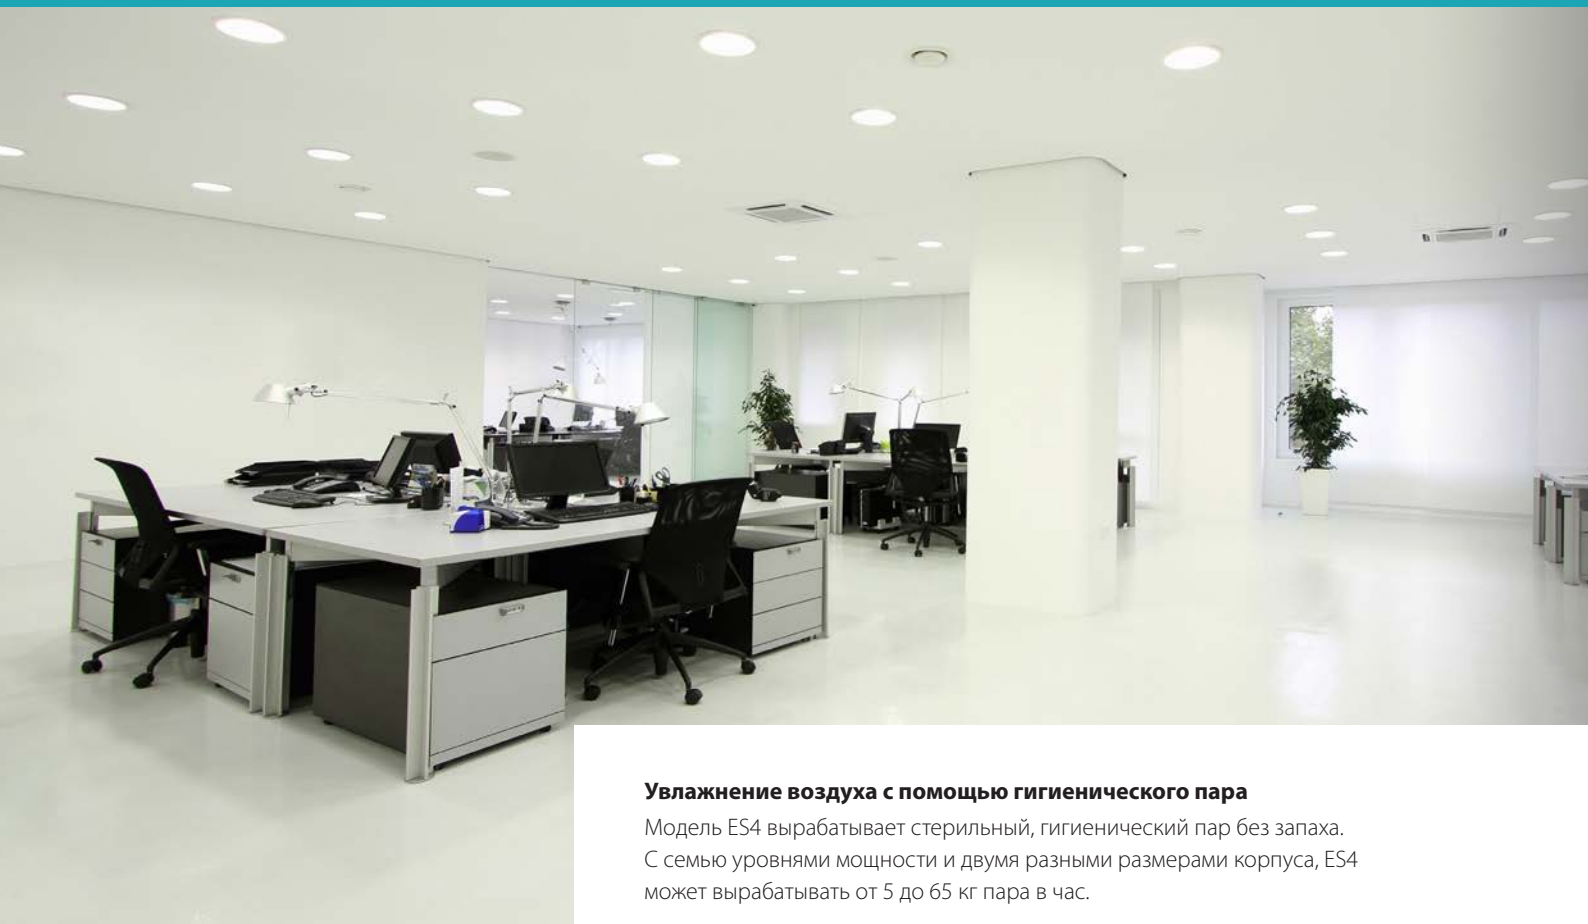 Увлажнение воздуха с помощью гигиенического пара
Модель ES4 вырабатывает стерильный, гигиенический пар без запаха.
С семью уровнями мощности и двумя разными размерами корпуса, ES4
может вырабатывать от 5 до 65 кг пара в час.